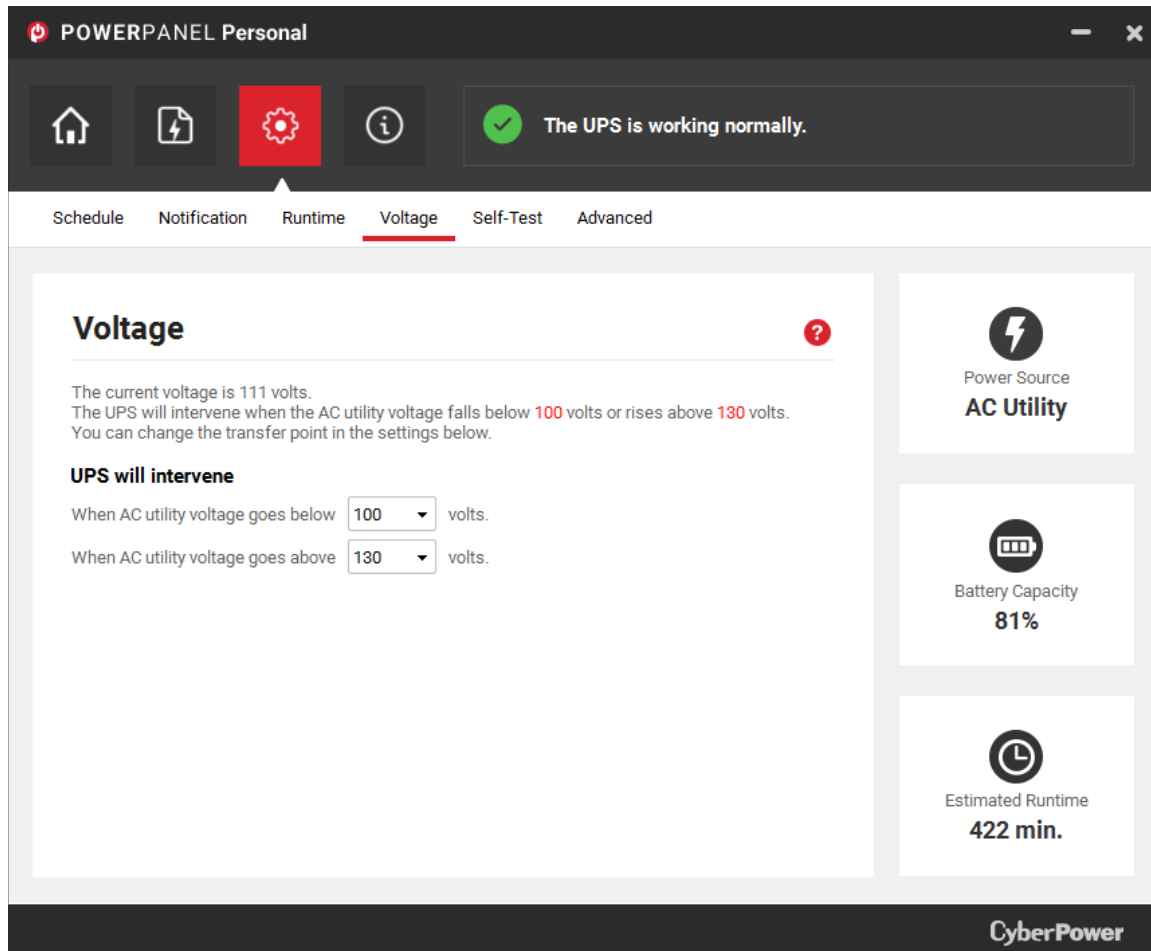 POWERPANEL Personal
The UPS is working normally.
Schedule Notification Runtime Voltage Self-Test Advanced
Voltage
?
The current voltage is 111 volts.
The UPS will intervene when the AC utility voltage falls below 100 volts or rises above 130 volts.
You can change the transfer point in the settings below.
UPS will intervene
When AC utility voltage goes below 100 volts.
When AC utility voltage goes above 130 volts.
Power Source
AC Utility
Battery Capacity
81%
Estimated Runtime
422 min.
CyberPower